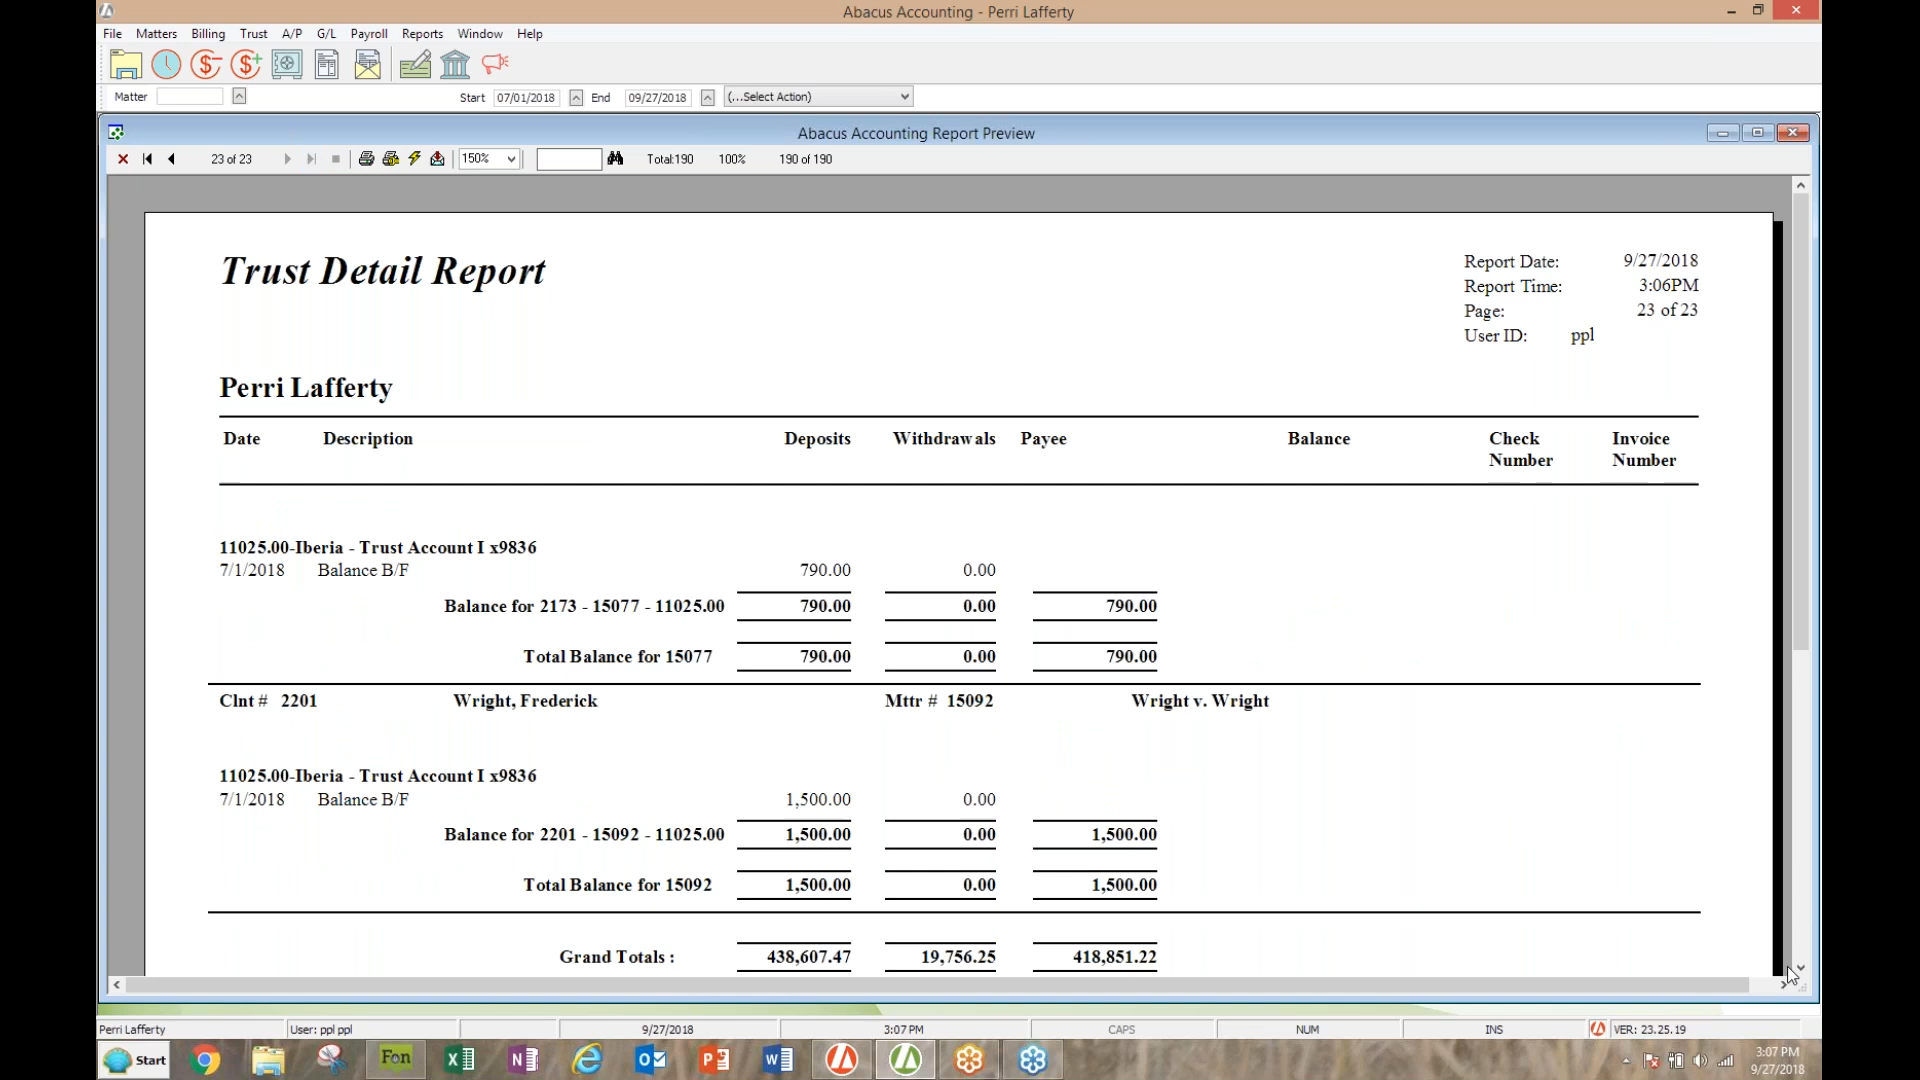 Abacus Accounting - Perri Lafferty
File Matters Billing Trust A/P G/L Payroll Reports Window Help
Matter Start 07/01/2018 End 09/27/2018 (...Select Action)
Abacus Accounting Report Preview
23 of 23 150% Total:190 100% 190 of 190
Trust Detail Report
Report Date: 9/27/2018
Report Time: 3:06PM
Page: 23 of 23
User ID: ppl
Perri Lafferty
Date Description Deposits Withdrawals Payee Balance Check Number Invoice Number
11025.00-Iberia - Trust Account I x9836
7/1/2018 Balance B/F 790.00 0.00
Balance for 2173 - 15077 - 11025.00 790.00 0.00 790.00
Total Balance for 15077 790.00 0.00 790.00
Clnt # 2201 Wright, Frederick Mttr # 15092 Wright v. Wright
11025.00-Iberia - Trust Account I x9836
7/1/2018 Balance B/F 1,500.00 0.00
Balance for 2201 - 15092 - 11025.00 1,500.00 0.00 1,500.00
Total Balance for 15092 1,500.00 0.00 1,500.00
Grand Totals : 438,607.47 19,756.25 418,851.22
Perri Lafferty User: ppl ppl 9/27/2018 3:07 PM CAPS NUM INS VER: 23.25.19
Start Fon 3:07 PM
9/27/2018